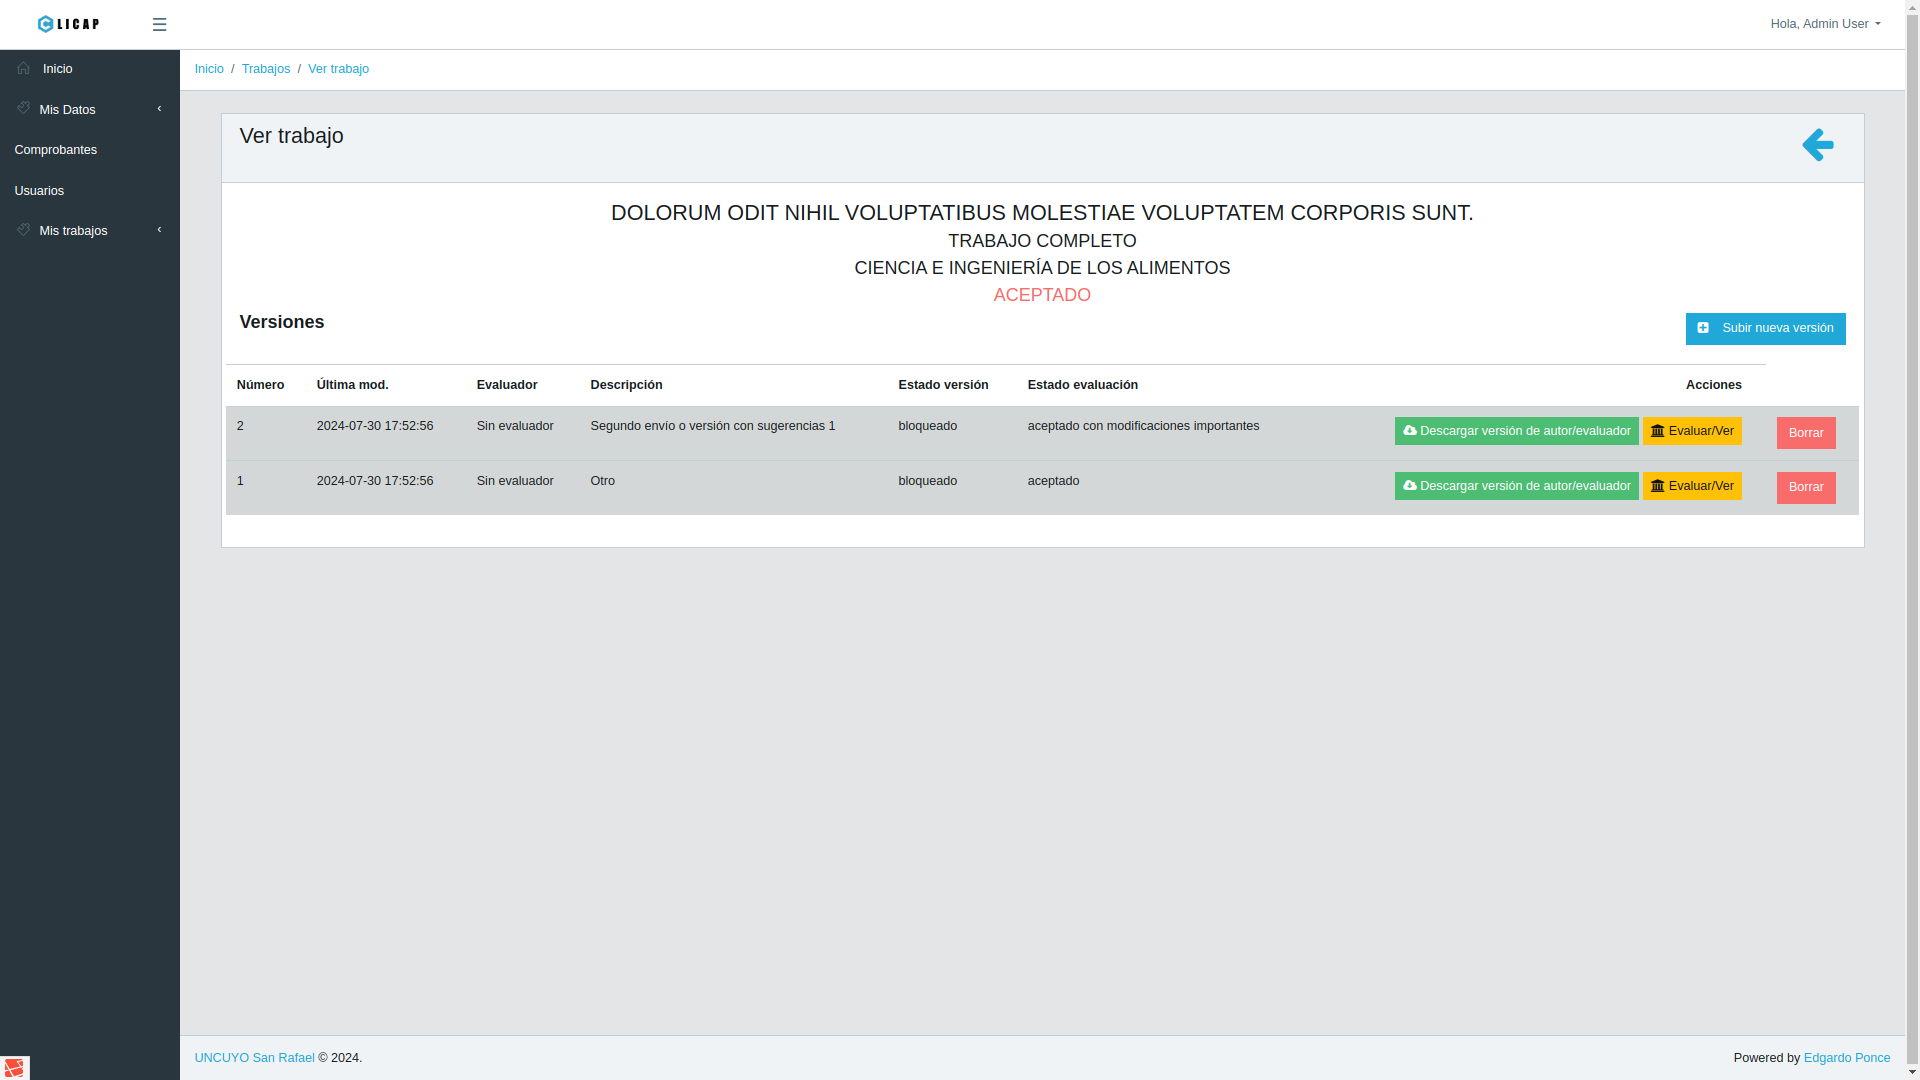 LICAP
Hola, Admin User
Inicio
Mis Datos
Comprobantes
Usuarios
Mis trabajos
Inicio / Trabajos / Ver trabajo
Ver trabajo
DOLORUM ODIT NIHIL VOLUPTATIBUS MOLESTIAE VOLUPTATEM CORPORIS SUNT.
TRABAJO COMPLETO
CIENCIA E INGENIERÍA DE LOS ALIMENTOS
ACEPTADO
Versiones
Subir nueva versión
Número Última mod. Evaluador Descripción Estado versión Estado evaluación Acciones
2 2024-07-30 17:52:56 Sin evaluador Segundo envío o versión con sugerencias 1 bloqueado aceptado con modificaciones importantes Descargar versión de autor/evaluador Evaluar/Ver Borrar
1 2024-07-30 17:52:56 Sin evaluador Otro bloqueado aceptado Descargar versión de autor/evaluador Evaluar/Ver Borrar
UNCUYO San Rafael © 2024. Powered by Edgardo Ponce